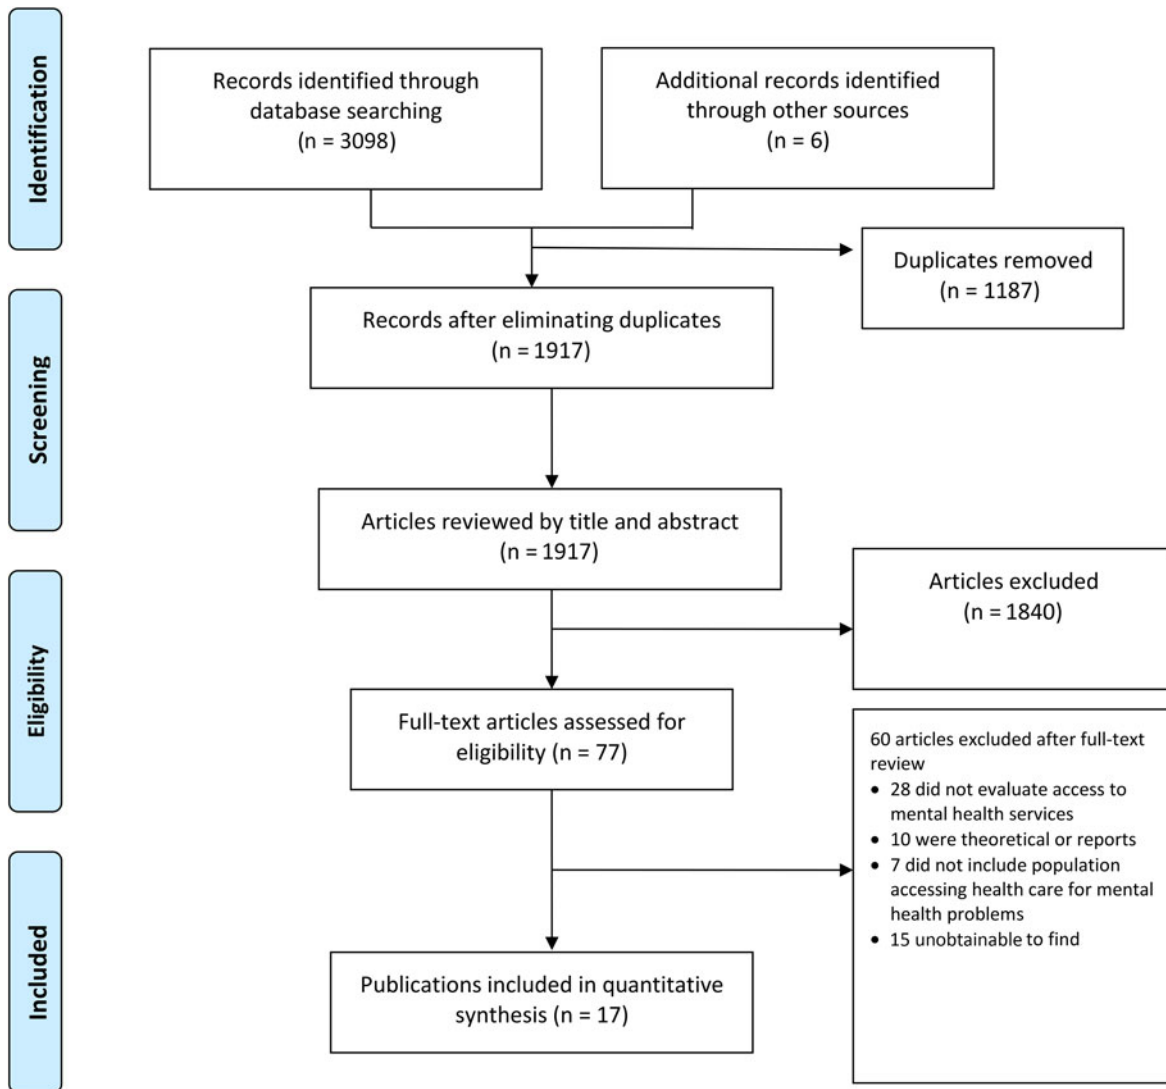 Identification
Records identified through
database searching
(n = 3098)
Additional records identified
through other sources
(n = 6)
Duplicates removed
(n = 1187)
Screening
Records after eliminating duplicates
(n = 1917)
Articles reviewed by title and abstract
(n = 1917)
Articles excluded
(n = 1840)
Eligibility
Full-text articles assessed for
eligibility (n = 77)
60 articles excluded after full-text
review
• 28 did not evaluate access to
mental health services
• 10 were theoretical or reports
• 7 did not include population
accessing health care for mental
health problems
• 15 unobtainable to find
Included
Publications included in quantitative
synthesis (n = 17)